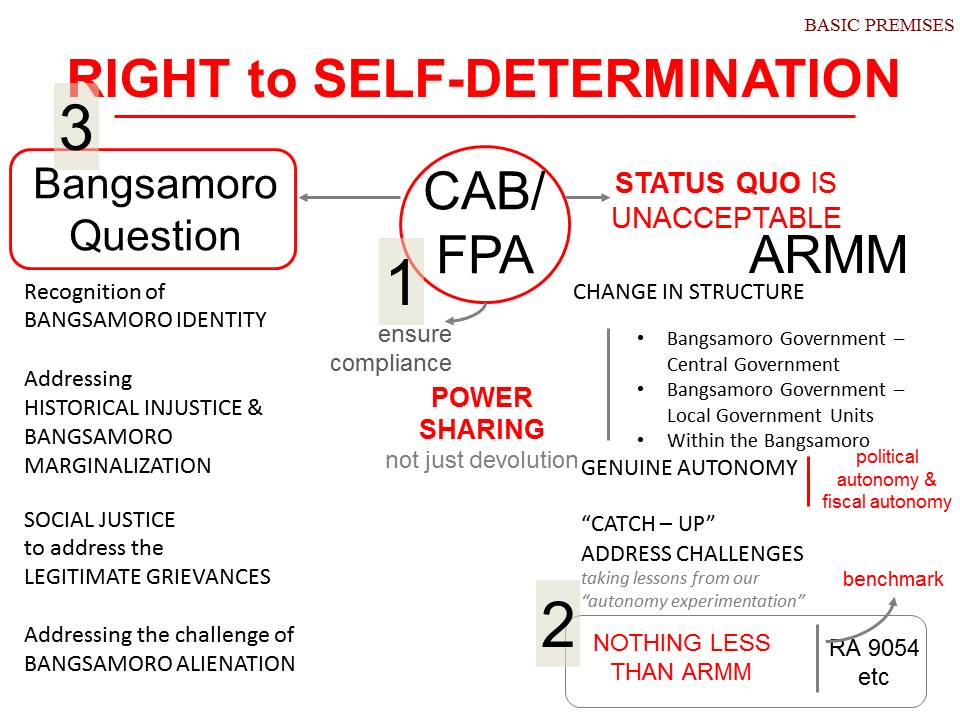 BASIC PREMISES
RIGHT to SELF-DETERMINATION
3
Bangsamoro
Question
Recognition of
BANGSAMORO IDENTITY
Addressing
HISTORICAL INJUSTICE &
BANGSAMORO
MARGINALIZATION
SOCIAL JUSTICE
to address the
LEGITIMATE GRIEVANCES
Addressing the challenge of
BANGSAMORO ALIENATION
CAB/
FPA
1
ensure
compliance
POWER
SHARING
not just devolution
STATUS QUO IS
UNACCEPTABLE
ARMM
CHANGE IN STRUCTURE
• Bangsamoro Government –
Central Government
• Bangsamoro Government –
Local Government Units
• Within the Bangsamoro
GENUINE AUTONOMY
political
autonomy &
fiscal autonomy
“CATCH – UP”
ADDRESS CHALLENGES
taking lessons from our
“autonomy experimentation”
benchmark
2
NOTHING LESS
THAN ARMM
RA 9054
etc